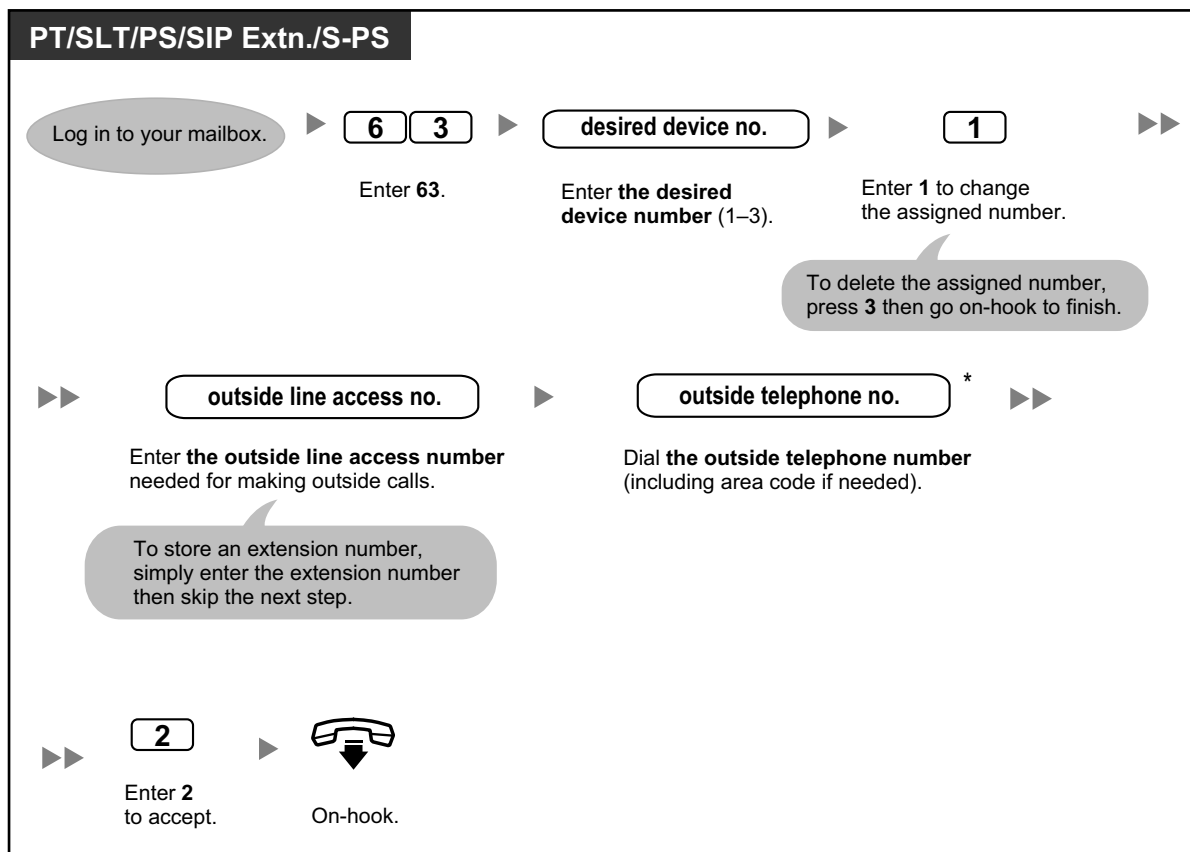 PT/SLT/PS/SIP Extn./S-PS
Log in to your mailbox.
6 3
desired device no.
1
Enter 63.
Enter the desired
device number (1–3).
Enter 1 to change
the assigned number.
To delete the assigned number,
press 3 then go on-hook to finish.
outside line access no.
outside telephone no. *
Enter the outside line access number
needed for making outside calls.
Dial the outside telephone number
(including area code if needed).
To store an extension number,
simply enter the extension number
then skip the next step.
2
Enter 2
to accept.
On-hook.